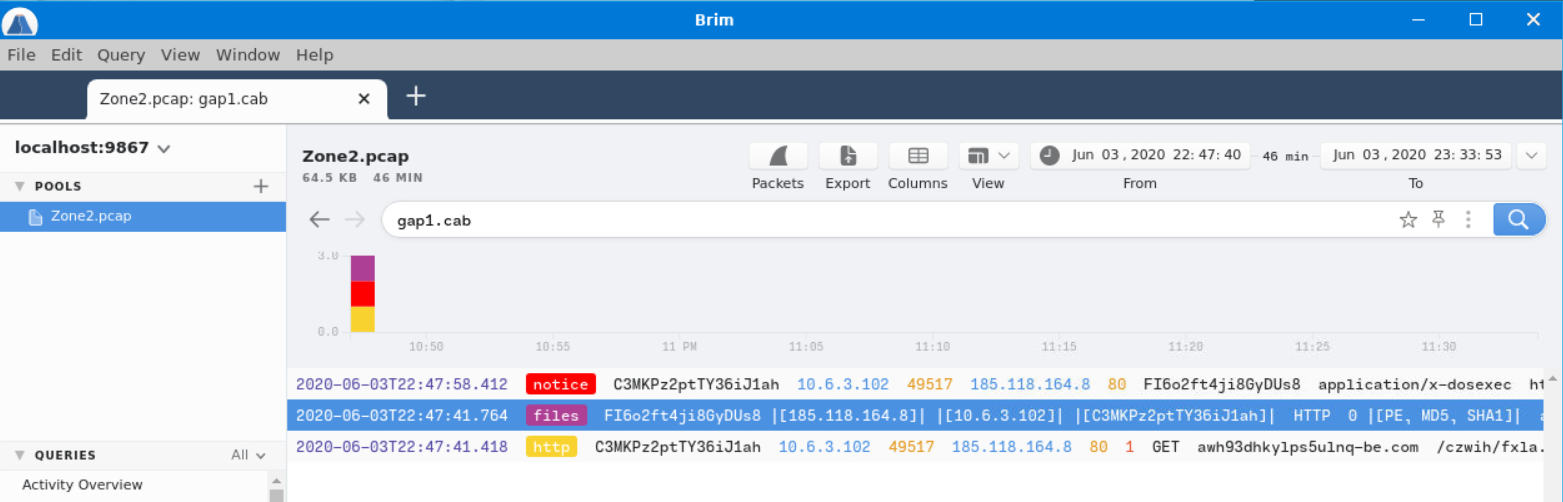 Brim
File Edit Query View Window Help
Zone2.pcap: gap1.cab
localhost:9867
Zone2.pcap
64.5 KB 46 MIN
Packets Export Columns View
Jun 03, 2020 22:47:40 46 min Jun 03, 2020 23:33:53
From To
POOLS
Zone2.pcap
gap1.cab
3.0
0.0
10:50 10:55 11 PM 11:05 11:10 11:15 11:20 11:25 11:30
2020-06-03T22:47:58.412 notice C3MKPz2ptTY36iJ1ah 10.6.3.102 49517 185.118.164.8 80 FI6o2ft4ji8GyDUs8 application/x-dosexec ht
2020-06-03T22:47:41.764 files FI6o2ft4ji8GyDUs8 |[185.118.164.8]| |[10.6.3.102]| |[C3MKPz2ptTY36iJ1ah]| HTTP 0 |[PE, MD5, SHA1]|
2020-06-03T22:47:41.418 http C3MKPz2ptTY36iJ1ah 10.6.3.102 49517 185.118.164.8 80 1 GET awh93dhkylps5ulnq-be.com /czwih/fxla.
QUERIES All
Activity Overview